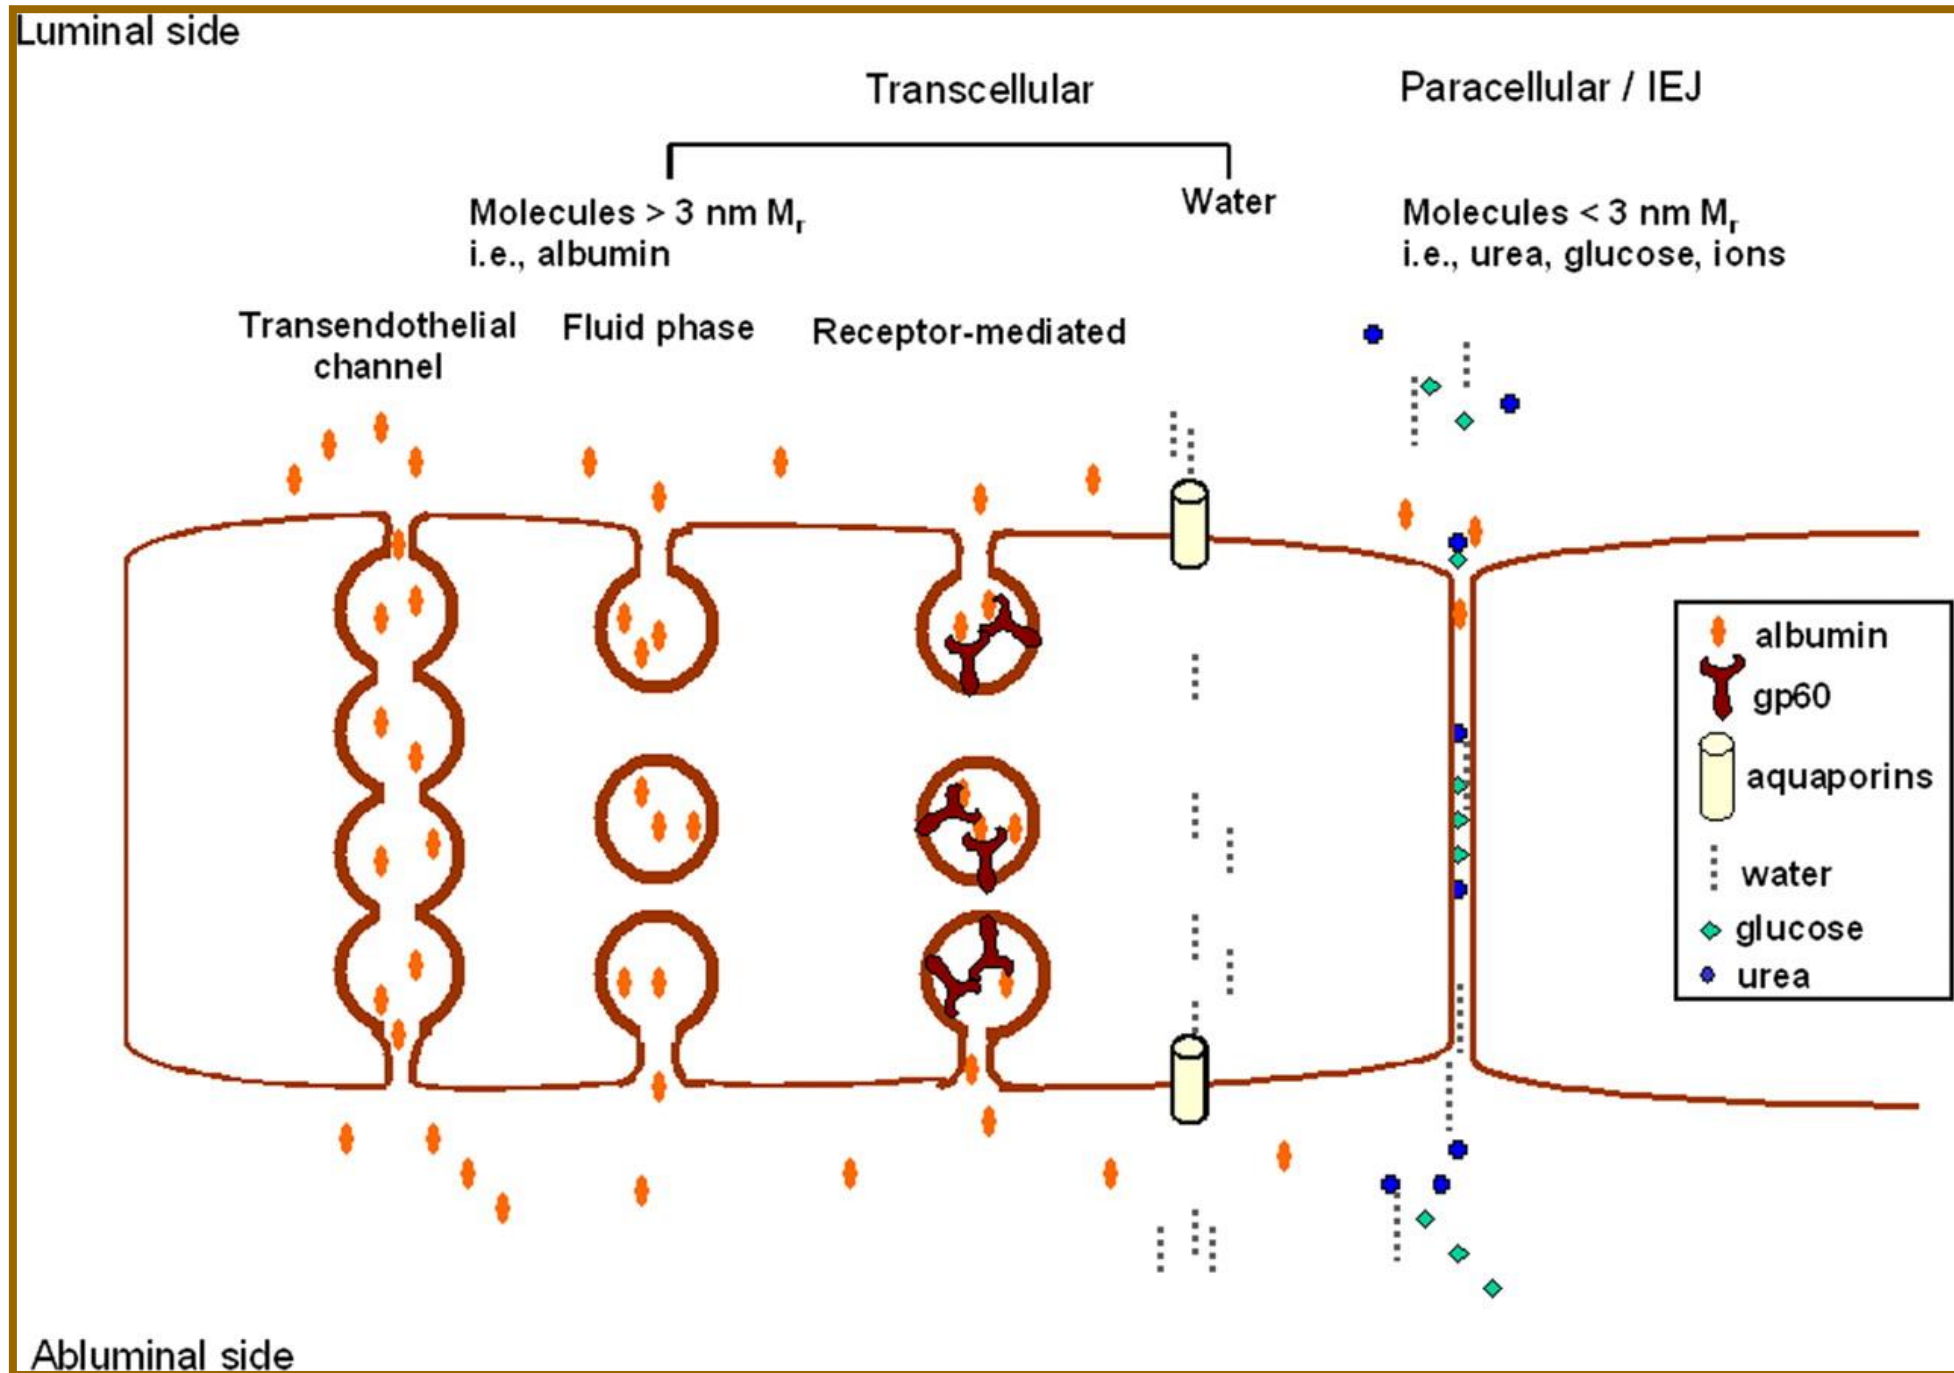 Luminal side
Transcellular
Paracellular / IEJ
Molecules > 3 nm Mr
i.e., albumin
Water
Molecules < 3 nm Mr
i.e., urea, glucose, ions
Transendothelial
channel
Fluid phase
Receptor-mediated
albumin
gp60
aquaporins
water
glucose
urea
Abluminal side